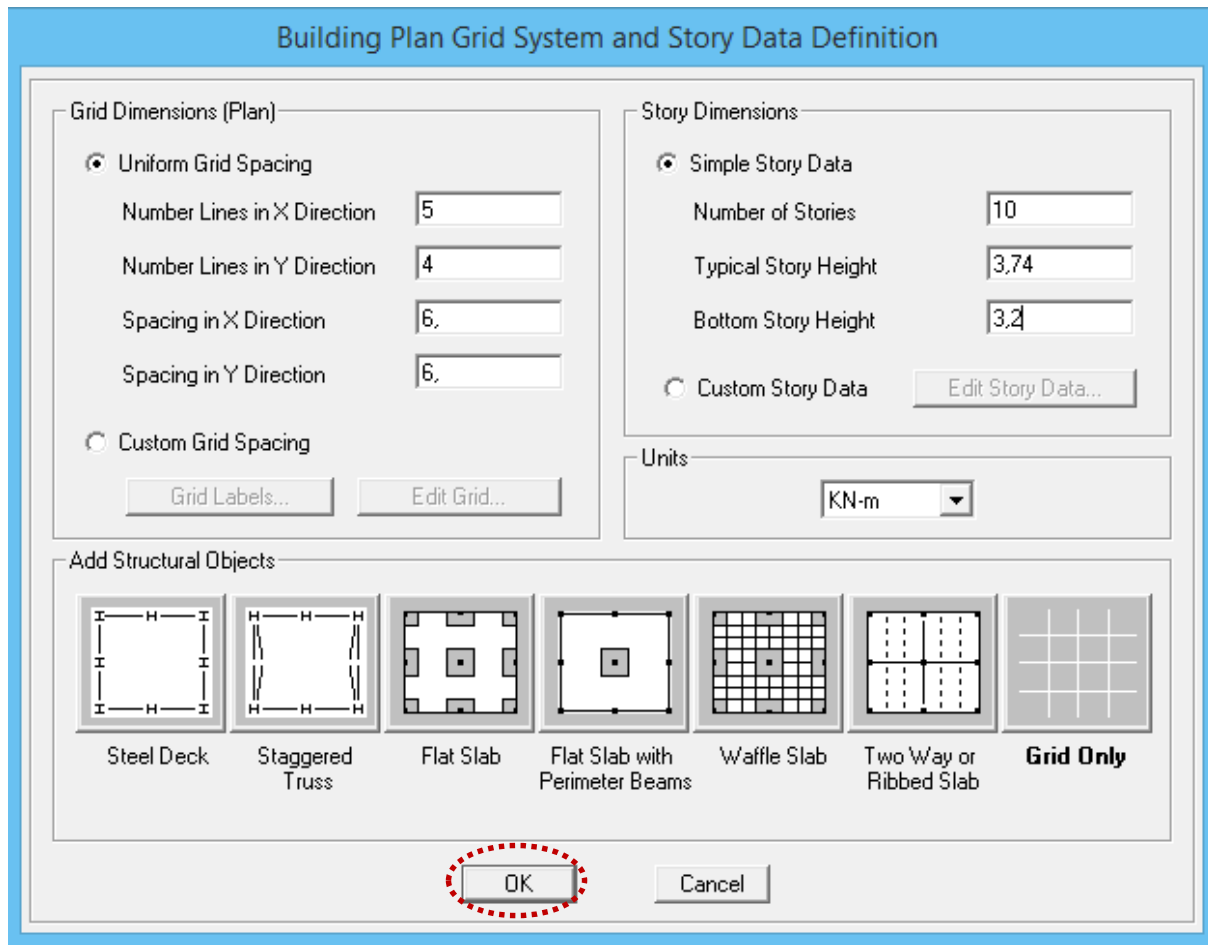 Building Plan Grid System and Story Data Definition
Grid Dimensions (Plan)
Uniform Grid Spacing
Number Lines in X Direction 5
Number Lines in Y Direction 4
Spacing in X Direction 6,
Spacing in Y Direction 6,
Custom Grid Spacing
Grid Labels... Edit Grid...
Story Dimensions
Simple Story Data
Number of Stories 10
Typical Story Height 3,74
Bottom Story Height 3,2
Custom Story Data Edit Story Data...
Units
KN-m
Add Structural Objects
Steel Deck
Staggered
Truss
Flat Slab
Flat Slab with
Perimeter Beams
Waffle Slab
Two Way or
Ribbed Slab
Grid Only
OK Cancel